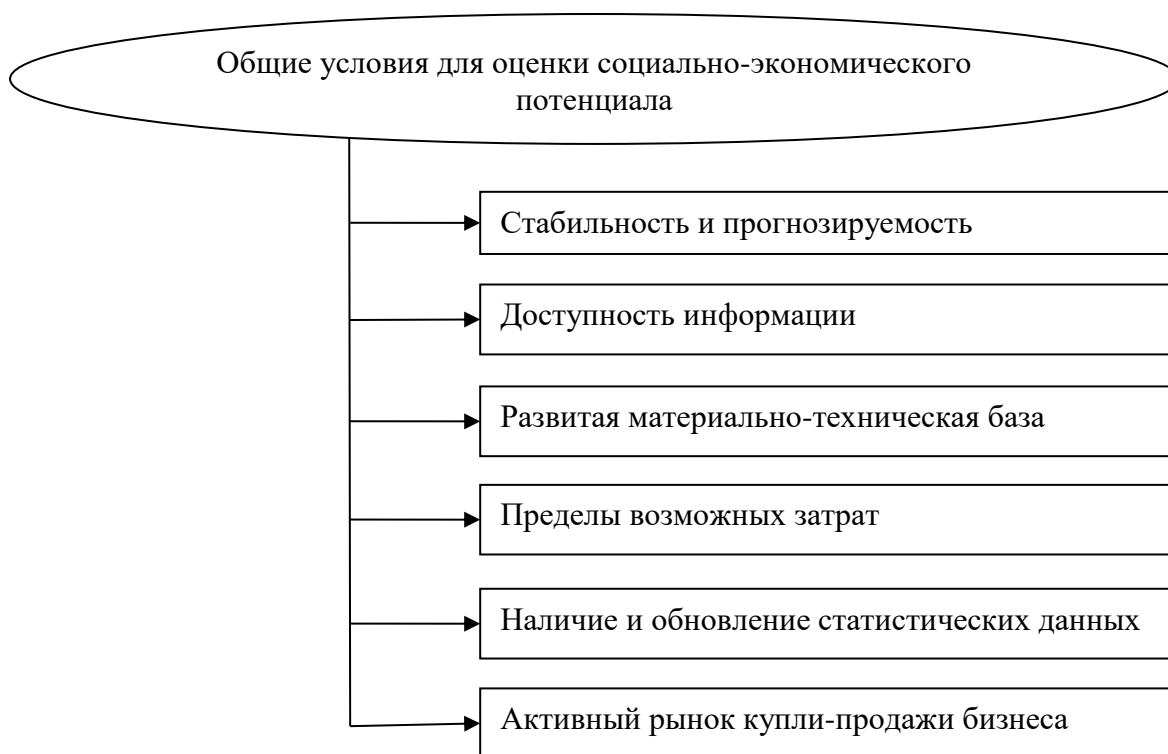 Общие условия для оценки социально-экономического
потенциала
Стабильность и прогнозируемость
Доступность информации
Развитая материально-техническая база
Пределы возможных затрат
Наличие и обновление статистических данных
Активный рынок купли-продажи бизнеса